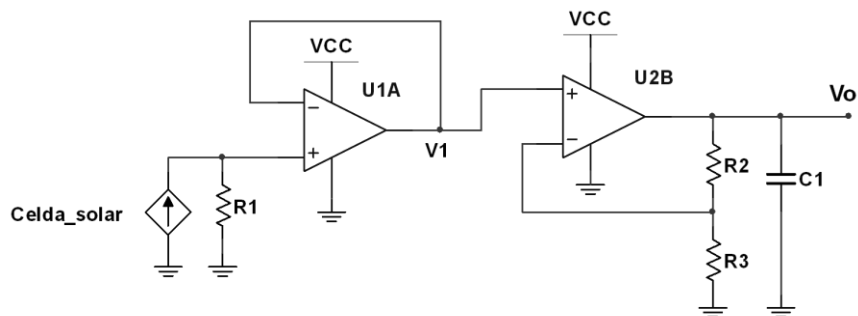 VCC
U1A
V1
Celda_solar
R1
VCC
U2B
Vo
R2
C1
R3